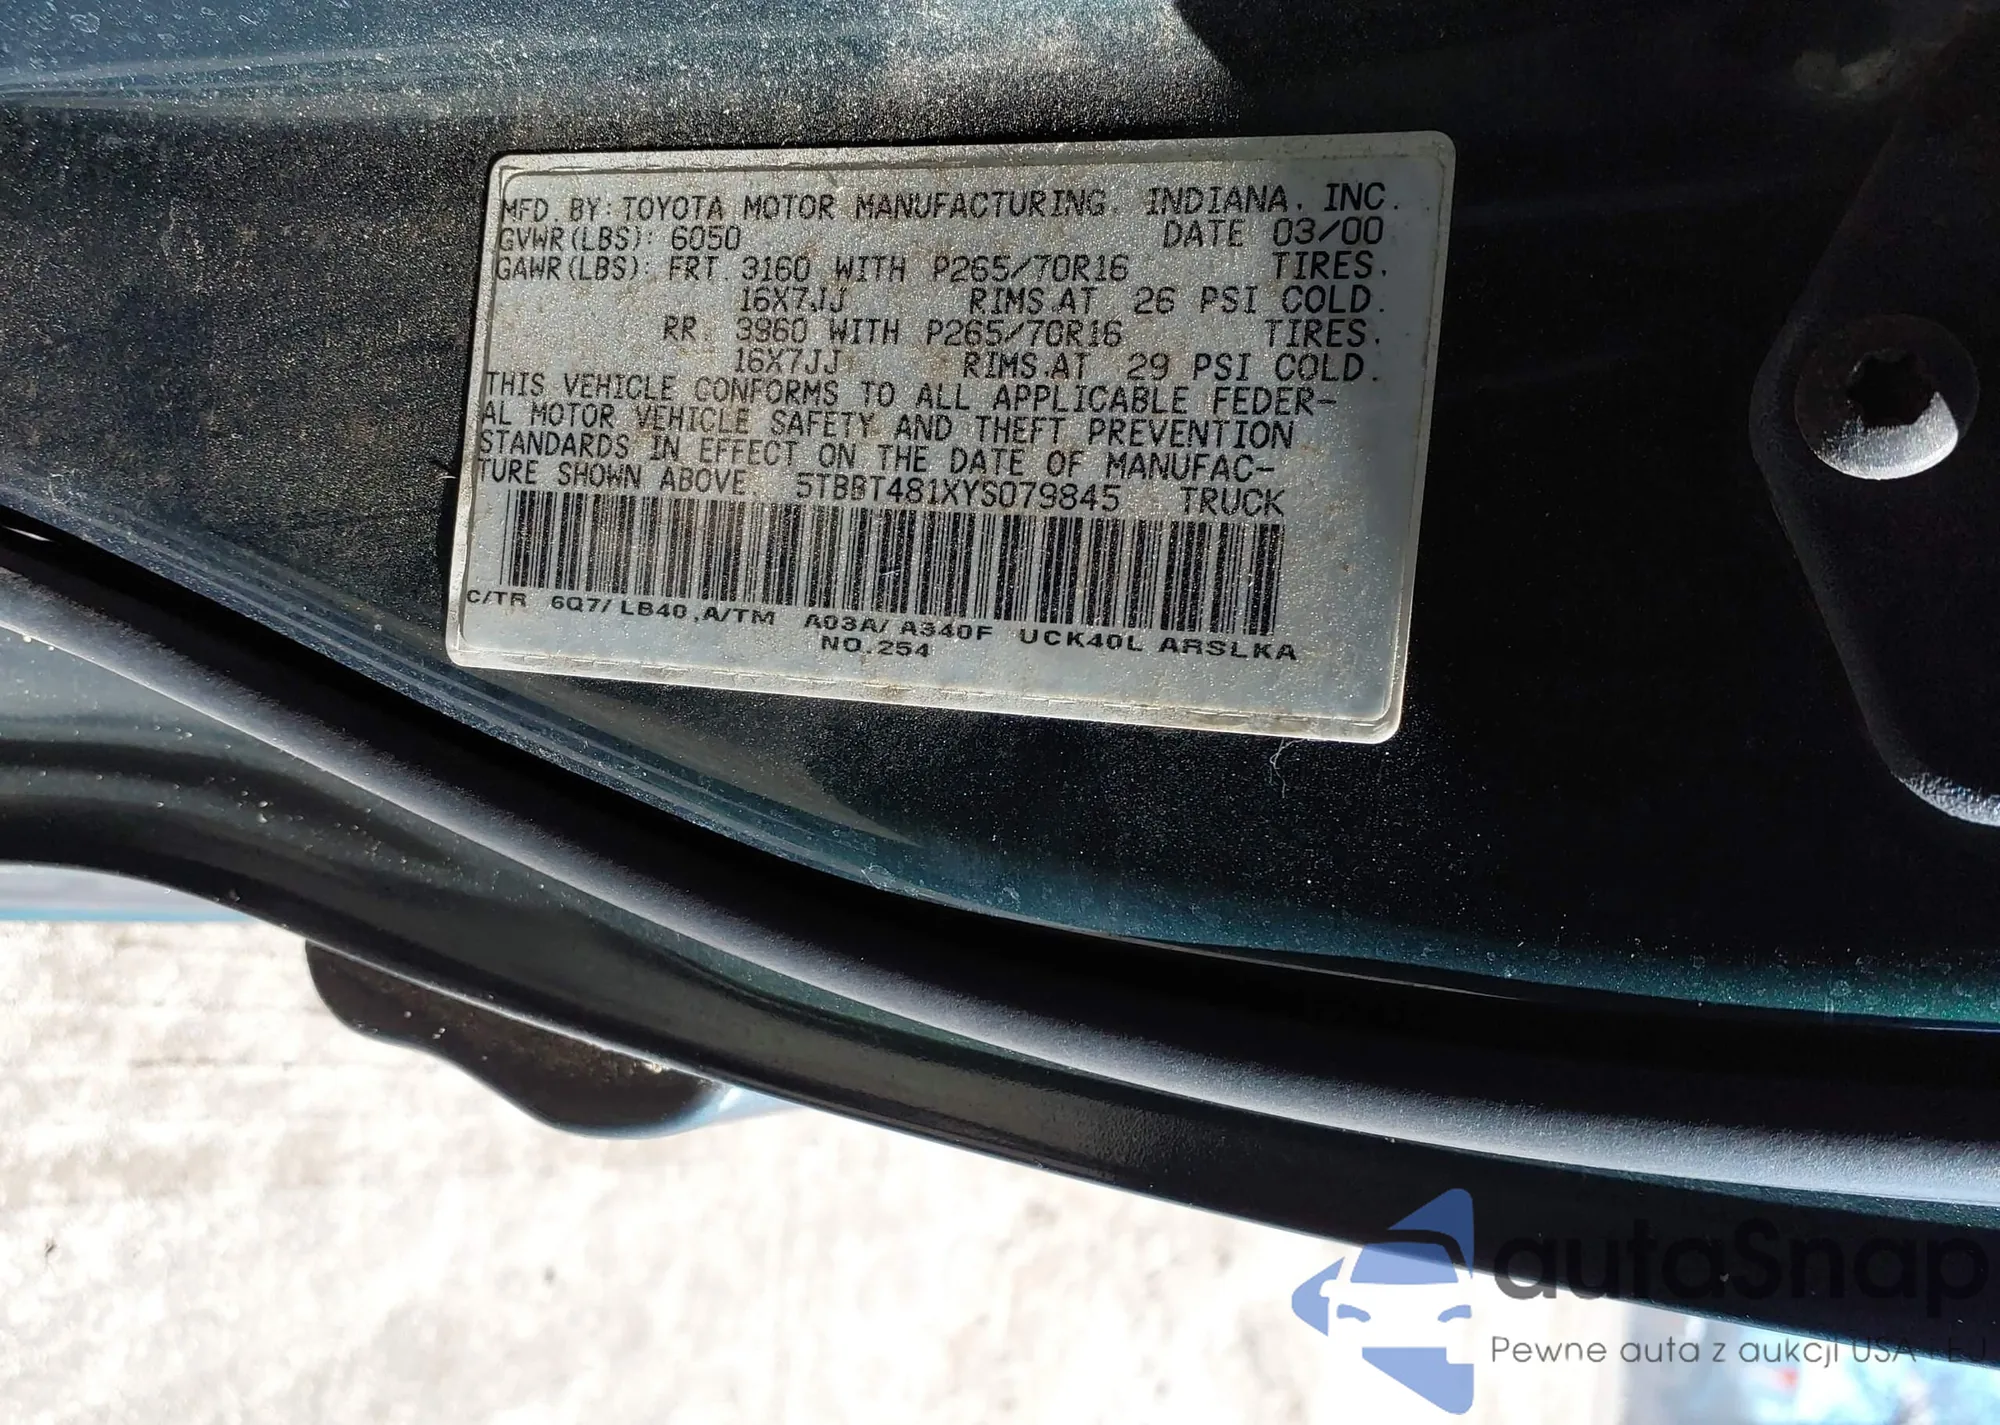 MFD. BY: TOYOTA MOTOR MANUFACTURING. INDIANA, INC.
GVWR(LBS): 6050 DATE 03/00
GAWR(LBS): FRT. 3160 WITH P265/70R16 TIRES,
16X7JJ RIMS.AT 26 PSI COLD.
RR. 3960 WITH P265/70R16 TIRES.
16X7JJ RIMS.AT 29 PSI COLD.
THIS VEHICLE CONFORMS TO ALL APPLICABLE FEDER-
AL MOTOR VEHICLE SAFETY AND THEFT PREVENTION
STANDARDS IN EFFECT ON THE DATE OF MANUFAC-
TURE SHOWN ABOVE. 5TBBT481XYS079845 TRUCK
C/TR 6Q7/ LB40 ,A/TM A03A/ A340F UCK40L ARSLKA
NO.254
autaSnap
Pewne auta z aukcji USA i EU